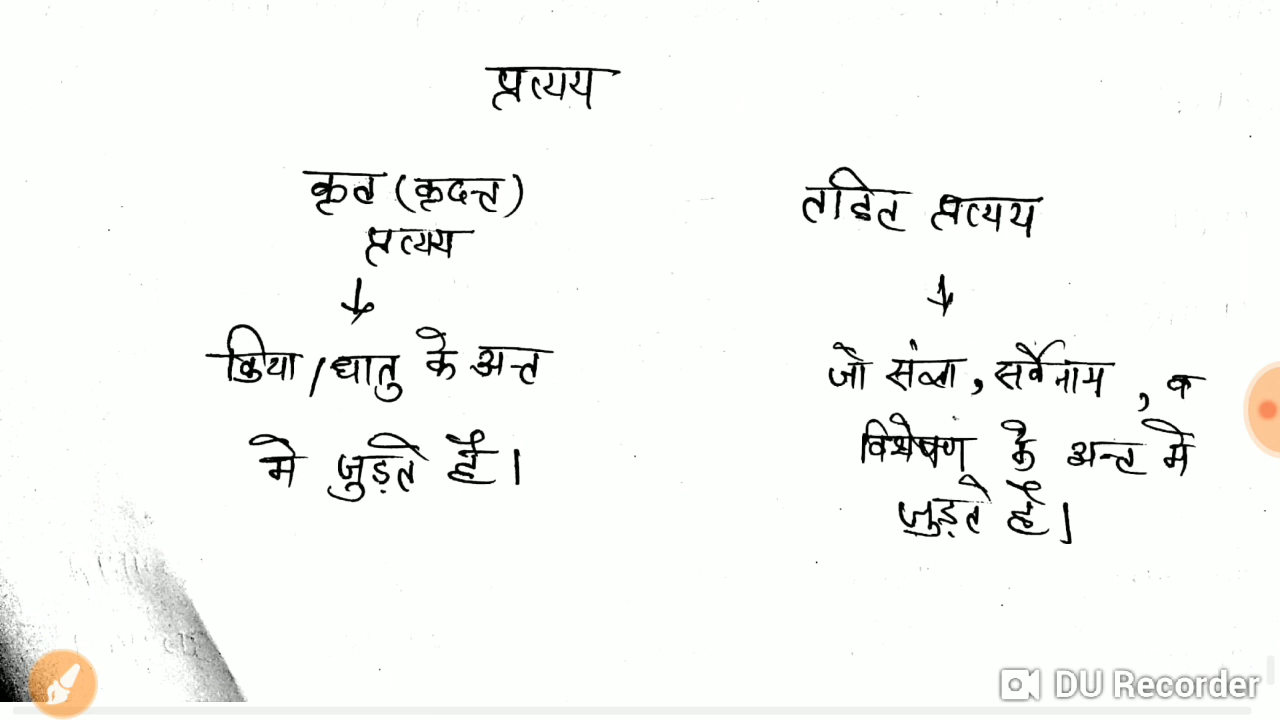 प्रत्यय
कृत (कृदन्त)
प्रत्यय
क्रिया / धातु के अन्त
मे जुड़ते है।
तद्धित प्रत्यय
जो संज्ञा, सर्वनाम, व
विशेषण के अन्त मे
जुड़ते है।
DU Recorder